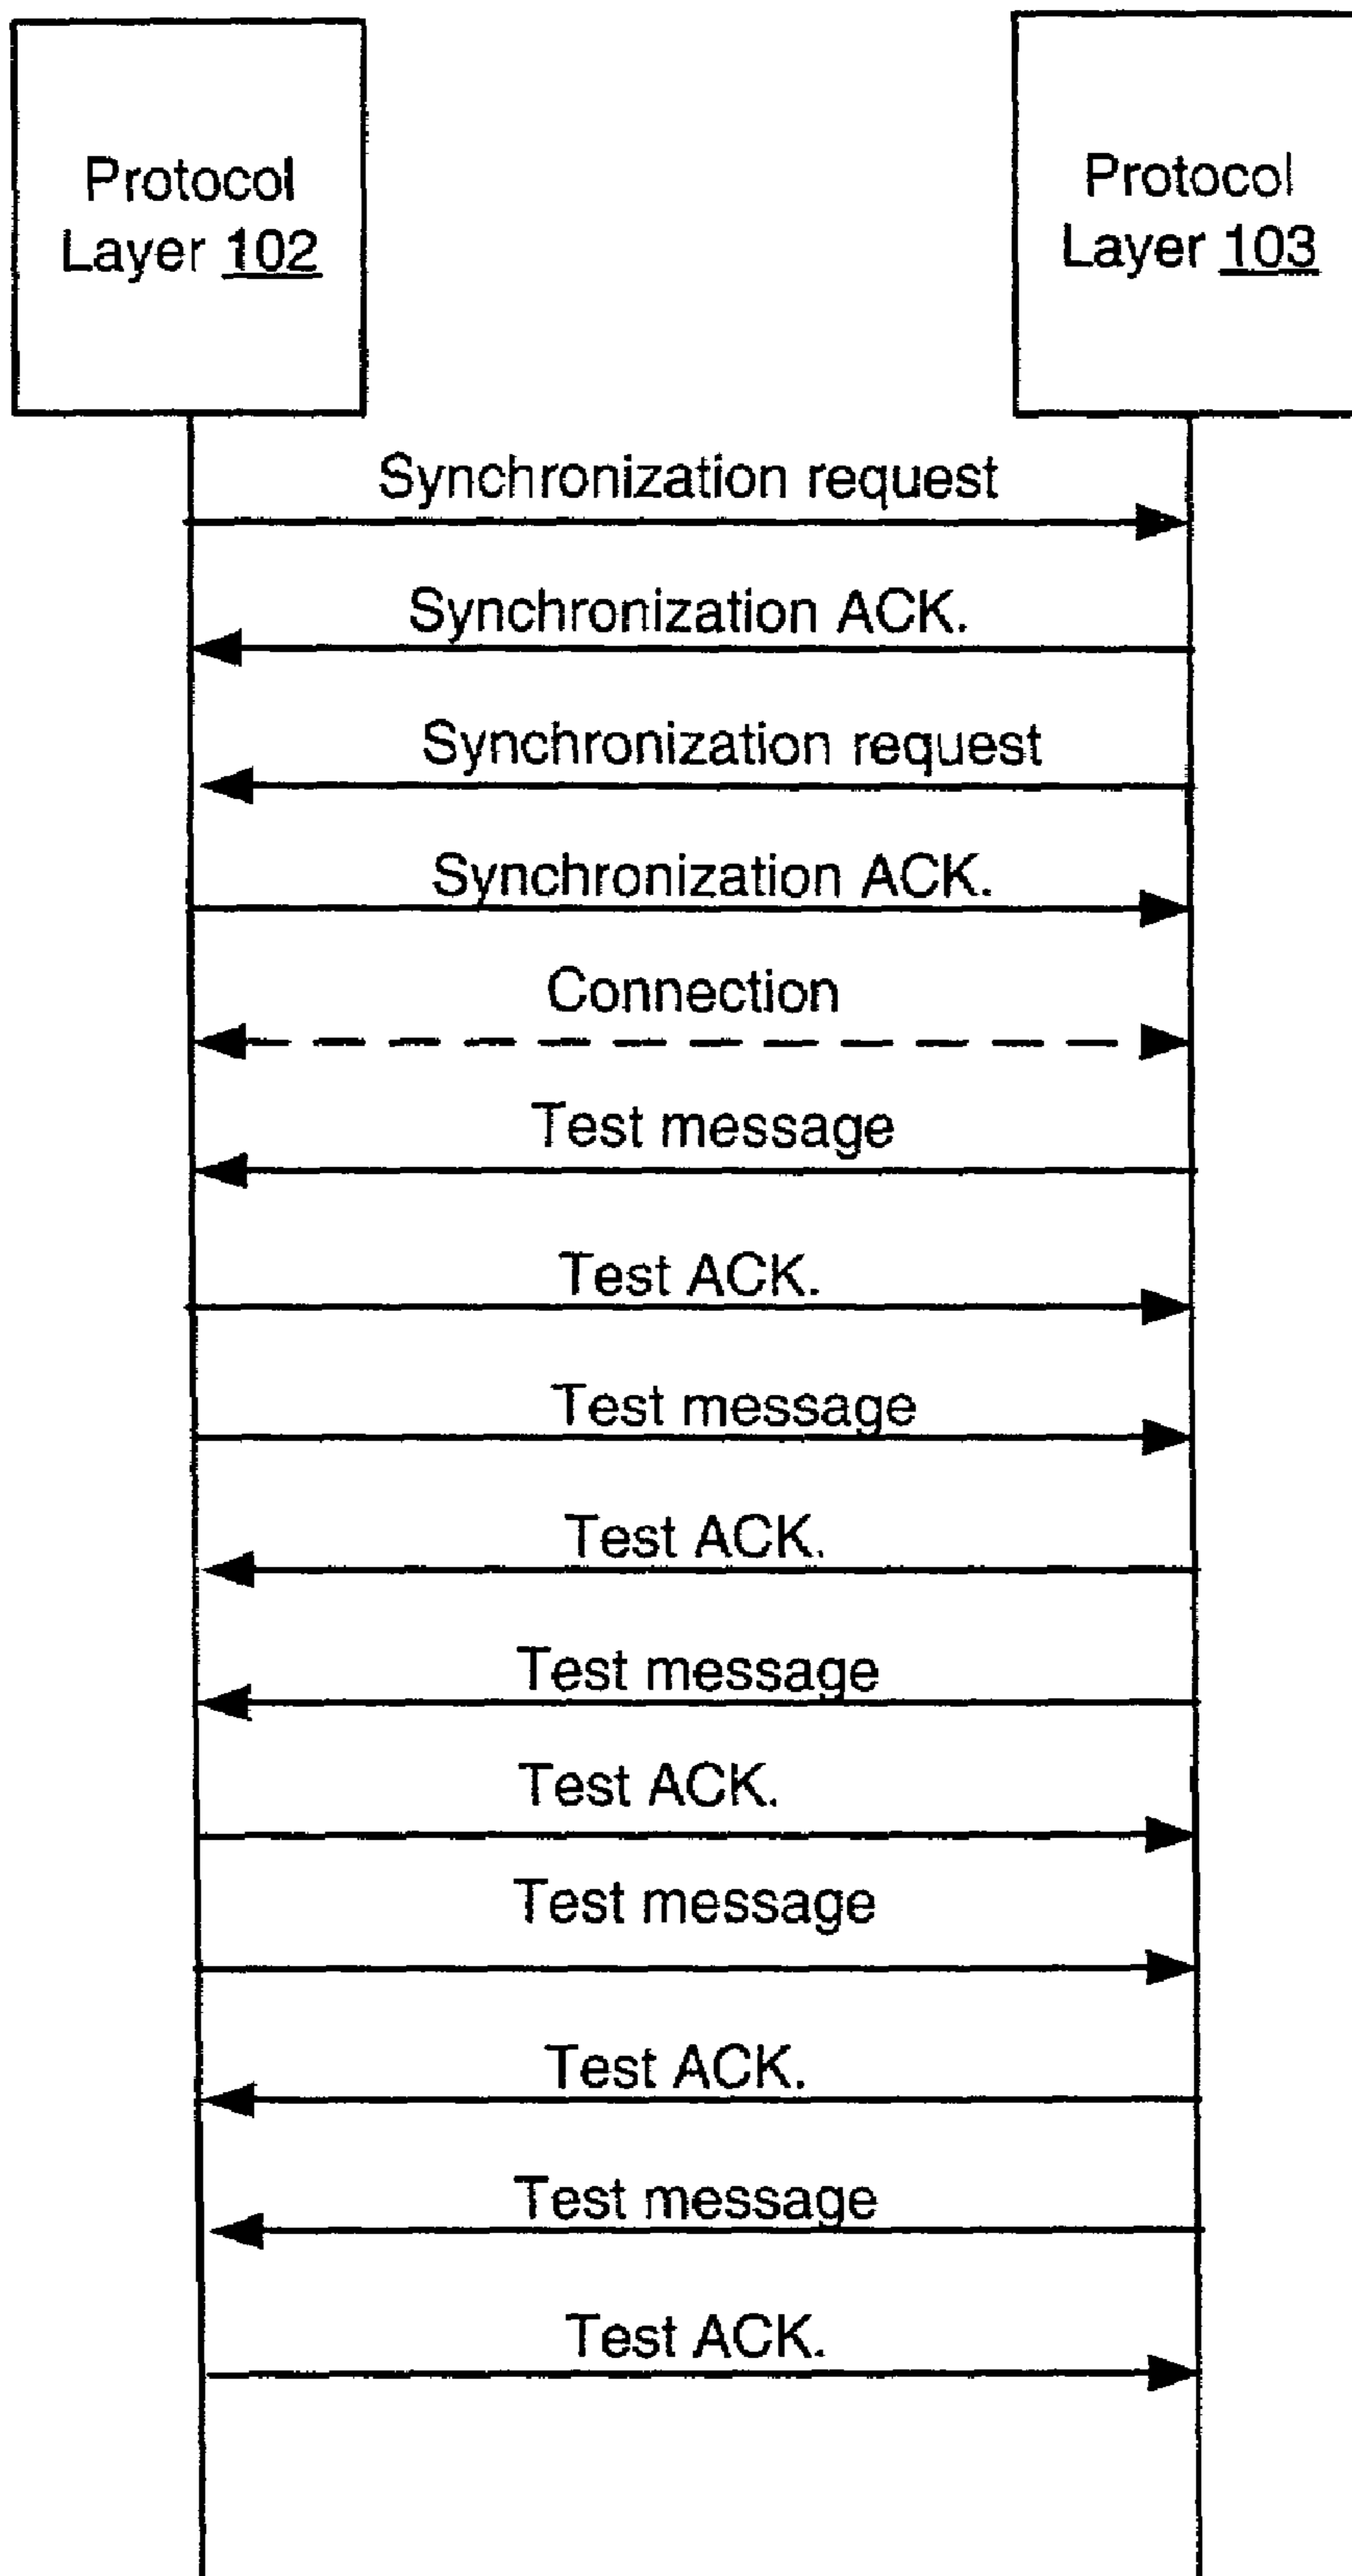 Protocol
Layer 102
Protocol
Layer 103
Synchronization request
Synchronization ACK.
Synchronization request
Synchronization ACK.
Connection
Test message
Test ACK.
Test message
Test ACK.
Test message
Test ACK.
Test message
Test ACK.
Test message
Test ACK.